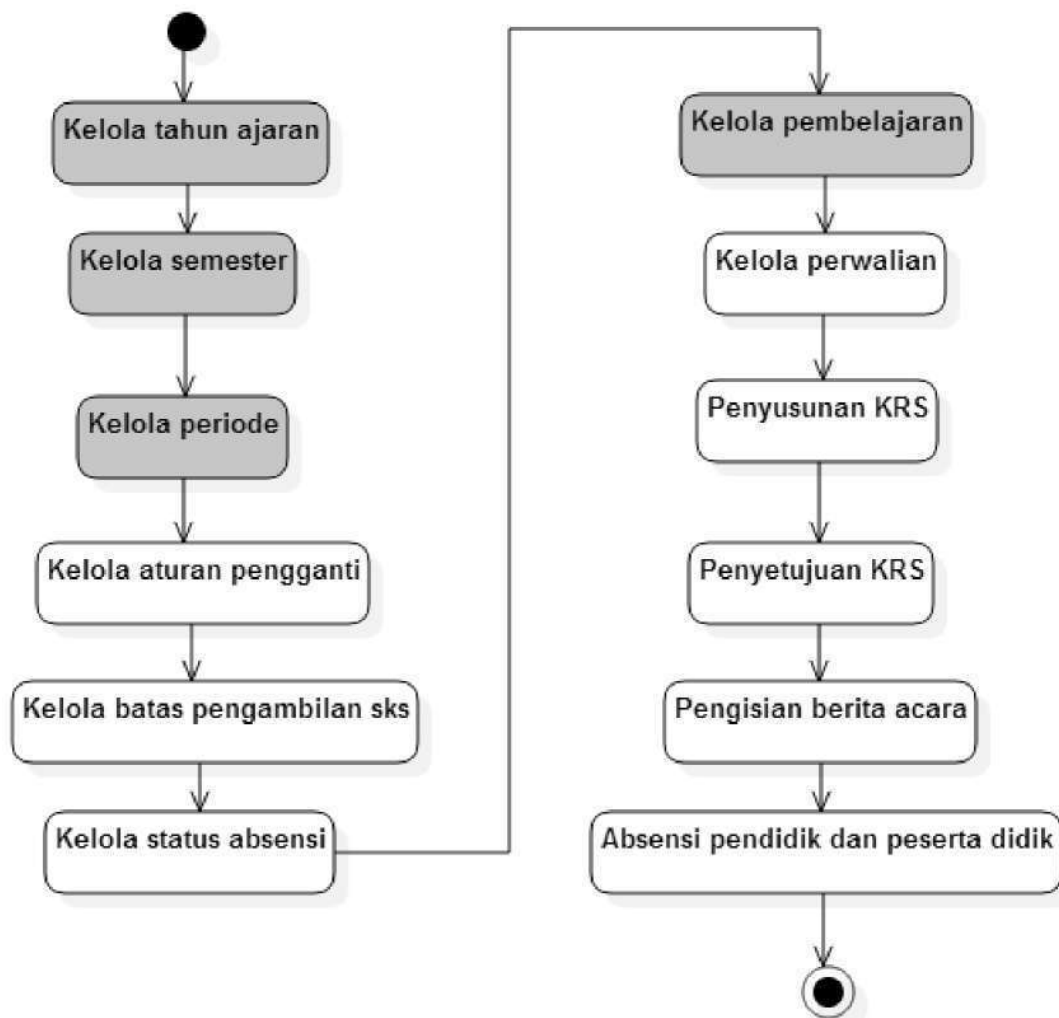 Kelola tahun ajaran
Kelola semester
Kelola periode
Kelola aturan pengganti
Kelola batas pengambilan sks
Kelola status absensi
Kelola pembelajaran
Kelola perwalian
Penyusunan KRS
Penyetujuan KRS
Pengisian berita acara
Absensi pendidik dan peserta didik